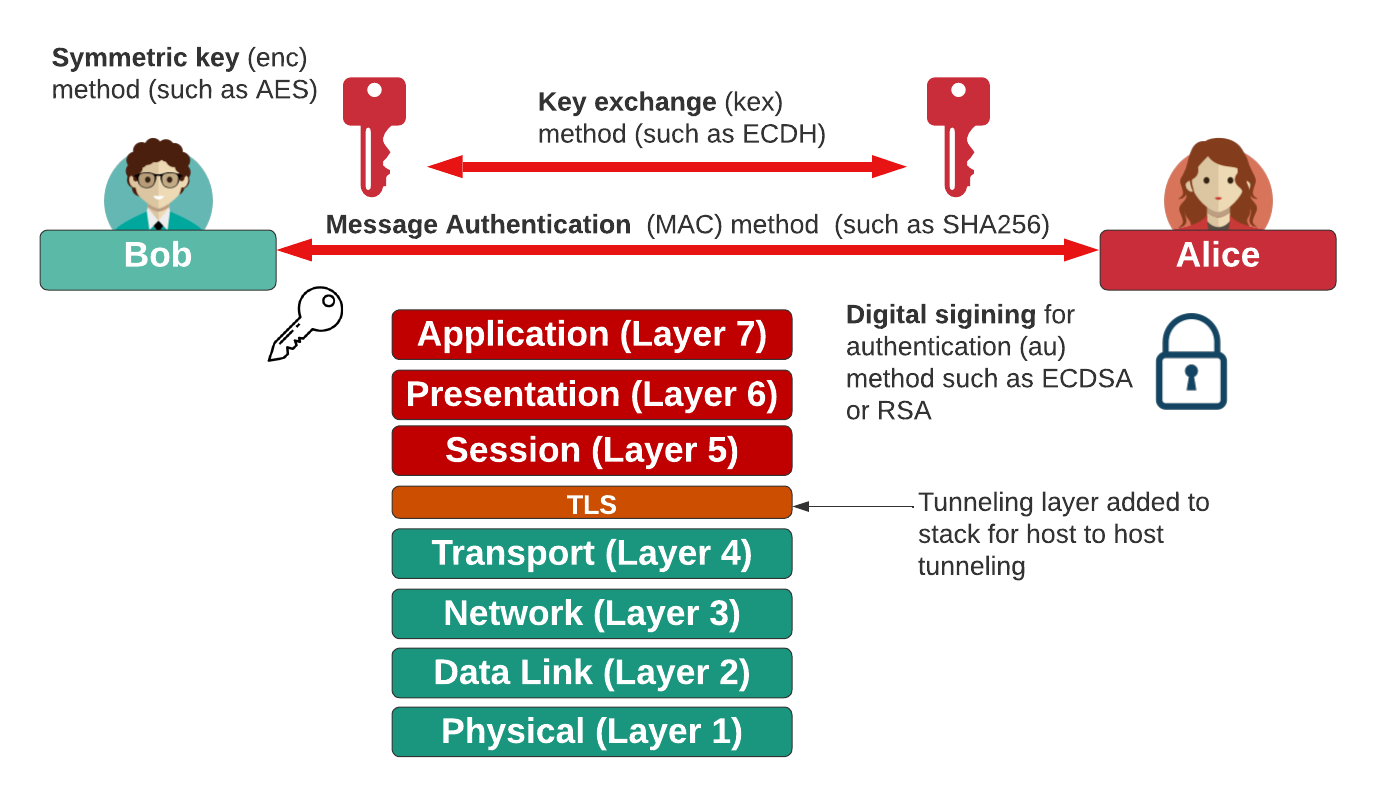 Symmetric key (enc)
method (such as AES)
Key exchange (kex)
method (such as ECDH)
Message Authentication (MAC) method (such as SHA256)
Bob
Alice
Application (Layer 7)
Presentation (Layer 6)
Session (Layer 5)
TLS
Transport (Layer 4)
Network (Layer 3)
Data Link (Layer 2)
Physical (Layer 1)
Digital sigining for
authentication (au)
method such as ECDSA
or RSA
Tunneling layer added to
stack for host to host
tunneling